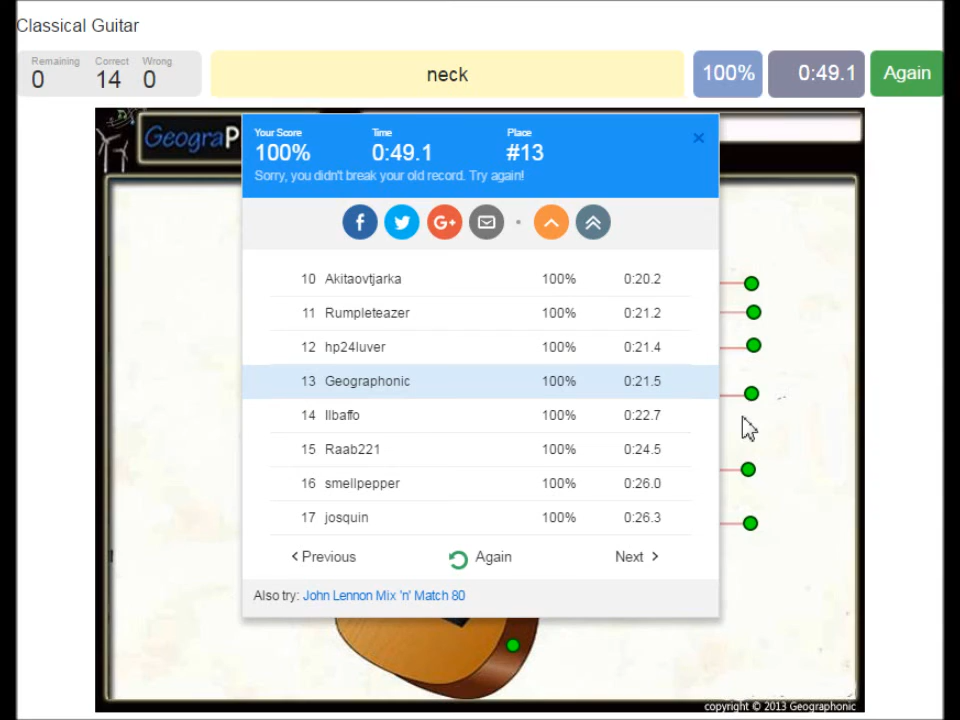 Classical Guitar
Remaining Correct Wrong
0 14 0
neck
100%
0:49.1
Again
GeograP
Your Score Time Place
100% 0:49.1 #13
Sorry, you didn't break your old record. Try again!
10 Akitaovtjarka 100% 0:20.2
11 Rumpleteazer 100% 0:21.2
12 hp24luver 100% 0:21.4
13 Geographonic 100% 0:21.5
14 Ilbaffo 100% 0:22.7
15 Raab221 100% 0:24.5
16 smellpepper 100% 0:26.0
17 josquin 100% 0:26.3
Previous Again Next
Also try: John Lennon Mix 'n' Match 80
copyright © 2013 Geographonic